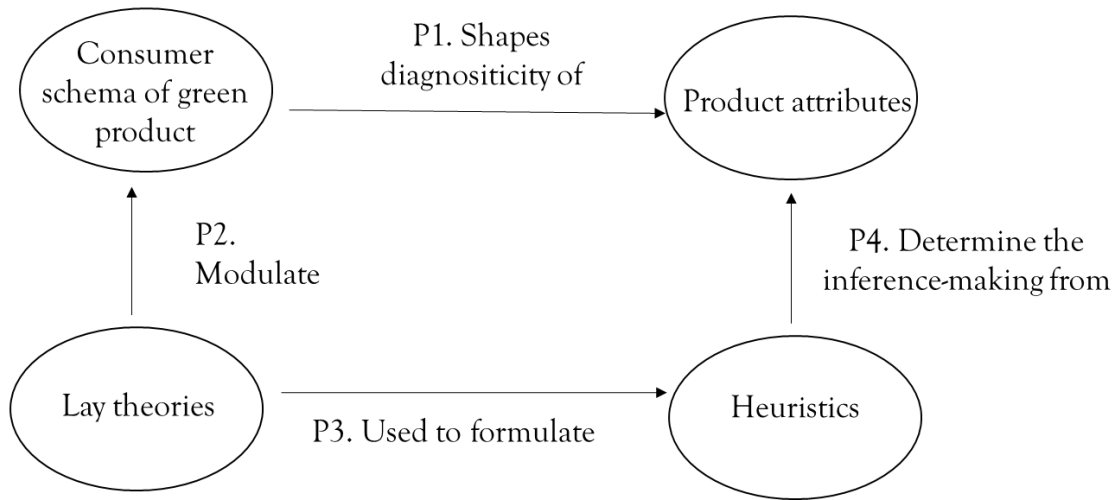 Consumer
schema of green
product
P1. Shapes
diagnositicity of
Product attributes
P2.
Modulate
P4. Determine the
inference-making from
Lay theories
P3. Used to formulate
Heuristics